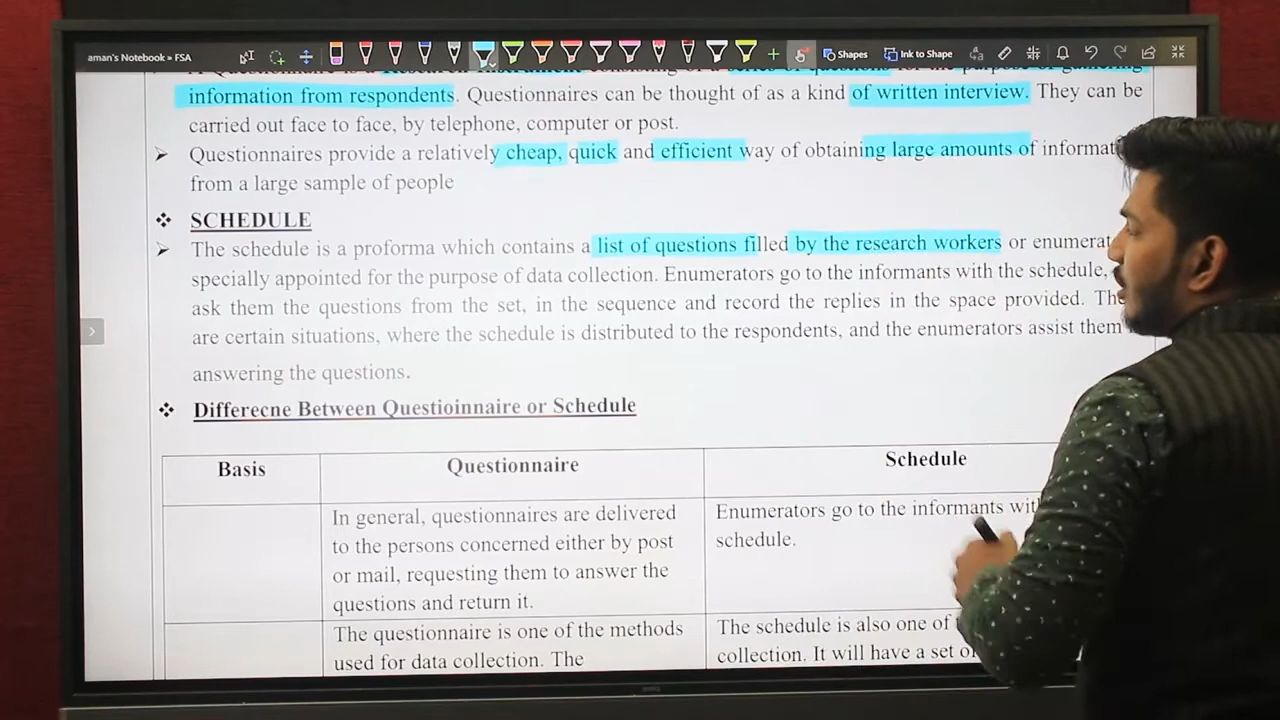 aman's Notebook » FSA
Shapes
Ink to Shape
information from respondents. Questionnaires can be thought of as a kind of written interview. They can be
carried out face to face, by telephone, computer or post.
➢ Questionnaires provide a relatively cheap, quick and efficient way of obtaining large amounts of informat
from a large sample of people
❖ SCHEDULE
➢ The schedule is a proforma which contains a list of questions filled by the research workers or enumerat
specially appointed for the purpose of data collection. Enumerators go to the informants with the schedule,
ask them the questions from the set, in the sequence and record the replies in the space provided. The
are certain situations, where the schedule is distributed to the respondents, and the enumerators assist them
answering the questions.
❖ Differecne Between Questioinnaire or Schedule
Basis
Questionnaire
Schedule
In general, questionnaires are delivered
to the persons concerned either by post
or mail, requesting them to answer the
questions and return it.
Enumerators go to the informants wit
schedule.
The questionnaire is one of the methods
used for data collection. The
The schedule is also one of
collection. It will have a set of